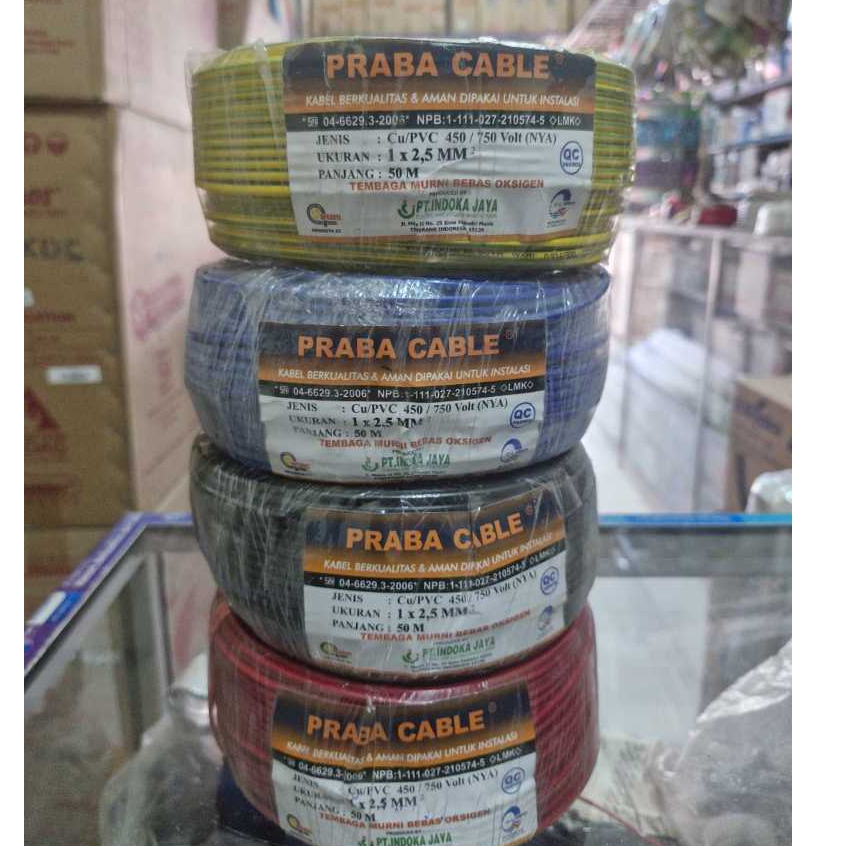 PRABA CABLE®
KABEL BERKUALITAS & AMAN DIPAKAI UNTUK INSTALASI
"SNI 04-6629.3-2006" NPB:1-111-027-210574-5 ◇LMK◇
JENIS : Cu/PVC 450 / 750 Volt (NYA)
UKURAN : 1 x 2,5 MM²
PANJANG : 50 M
QC
TEMBAGA MURNI BEBAS OKSIGEN
PRODUCED BY :
PT.INDOKA JAYA
PRABA CABLE®
KABEL BERKUALITAS & AMAN DIPAKAI UNTUK INSTALASI
"SNI 04-6629.3-2006" NPB:1-111-027-210574-5 ◇LMK◇
JENIS : Cu/PVC 450 / 750 Volt (NYA)
UKURAN : 1 x 2,5 MM²
PANJANG : 50 M
QC
TEMBAGA MURNI BEBAS OKSIGEN
PT.INDOKA JAYA
PRABA CABLE®
KABEL BERKUALITAS & AMAN DIPAKAI UNTUK INSTALASI
"SNI 04-6629.3-2006" NPB:1-111-027-210574-5 ◇LMK◇
JENIS : Cu/PVC 450 / 750 Volt (NYA)
UKURAN : 1 x 2,5 MM²
PANJANG : 50 M
QC
TEMBAGA MURNI BEBAS OKSIGEN
PT.INDOKA JAYA
PRABA CABLE®
KABEL BERKUALITAS & AMAN DIPAKAI UNTUK INSTALASI
"SNI 04-6629.3-2006" NPB:1-111-027-210574-5 ◇LMK◇
JENIS : Cu/PVC 450 / 750 Volt (NYA)
UKURAN : 1 x 2,5 MM²
PANJANG : 50 M
QC
TEMBAGA MURNI BEBAS OKSIGEN
PT.INDOKA JAYA